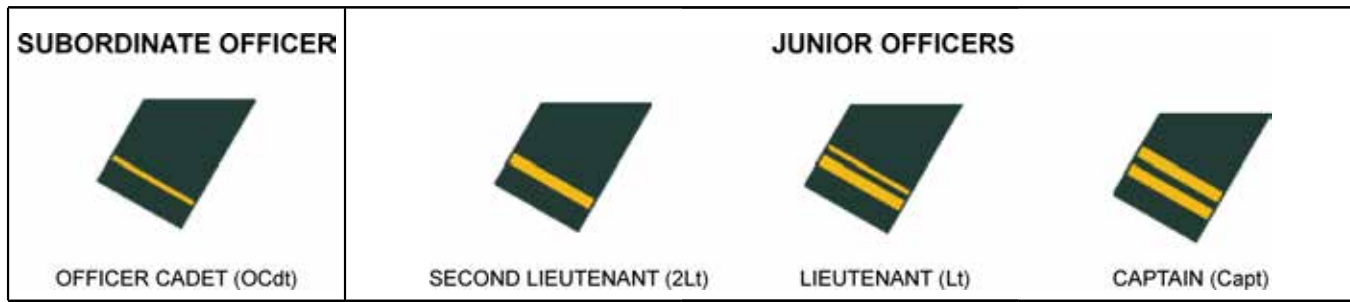 SUBORDINATE OFFICER
JUNIOR OFFICERS
OFFICER CADET (OCdt)
SECOND LIEUTENANT (2Lt)
LIEUTENANT (Lt)
CAPTAIN (Capt)